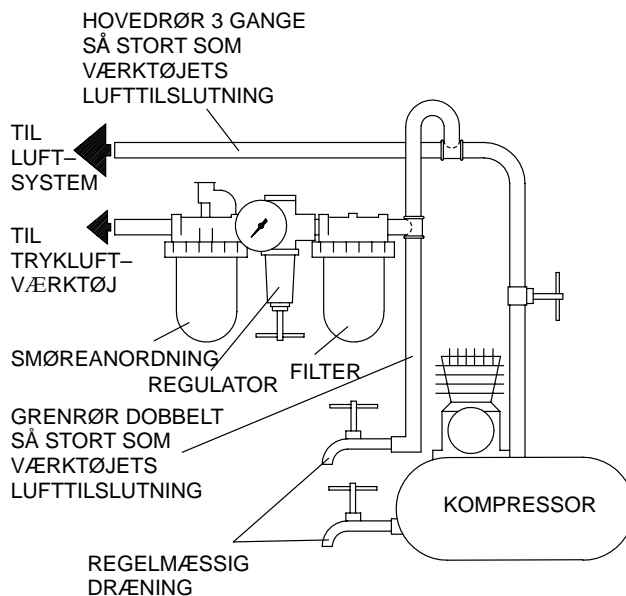 HOVEDRØR 3 GANGE
SÅ STORT SOM
VÆRKTØJETS
LUFTTILSLUTNING
TIL
LUFT–
SYSTEM
TIL
TRYKLUFT–
VÆRKTØJ
SMØREANORDNING
REGULATOR
FILTER
GRENRØR DOBBELT
SÅ STORT SOM
VÆRKTØJETS
LUFTTILSLUTNING
KOMPRESSOR
REGELMÆSSIG
DRÆNING